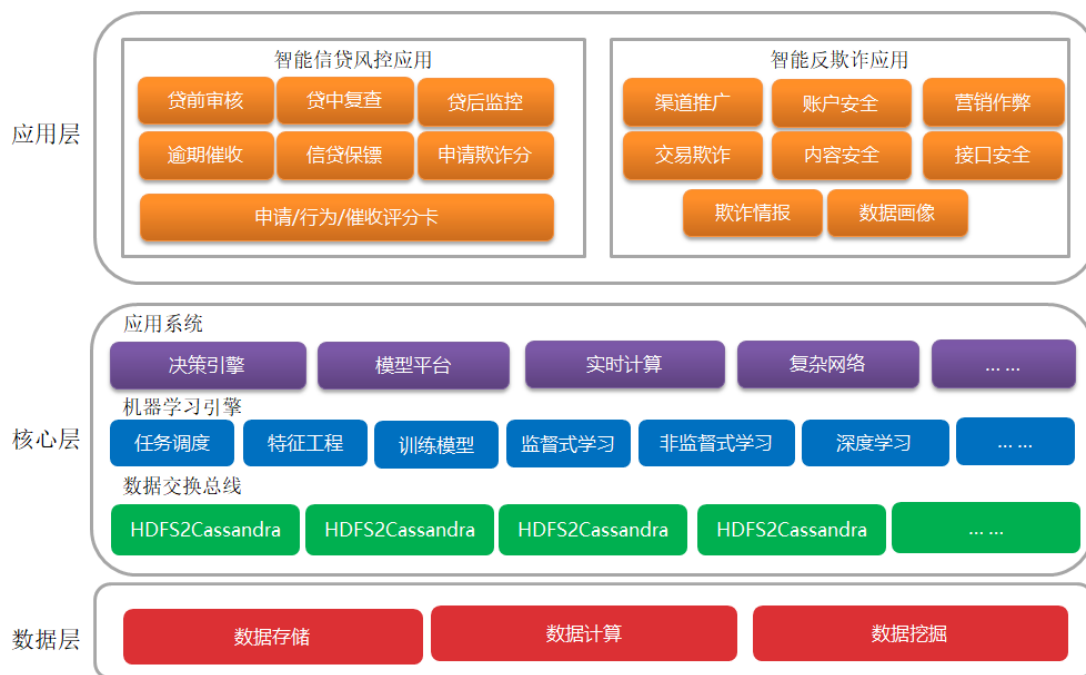 智能信贷风控应用
智能反欺诈应用
贷前审核 贷中复查 贷后监控
渠道推广 账户安全 营销作弊
应用层
逾期催收 信贷保镖 申请欺诈分
交易欺诈 内容安全 接口安全
申请/行为/催收评分卡
欺诈情报 数据画像
应用系统
决策引擎 模型平台 实时计算 复杂网络 ... ...
机器学习引擎
核心层
任务调度 特征工程 训练模型 监督式学习 非监督式学习 深度学习 ... ...
数据交换总线
HDFS2Cassandra HDFS2Cassandra HDFS2Cassandra HDFS2Cassandra ... ...
数据层
数据存储 数据计算 数据挖掘